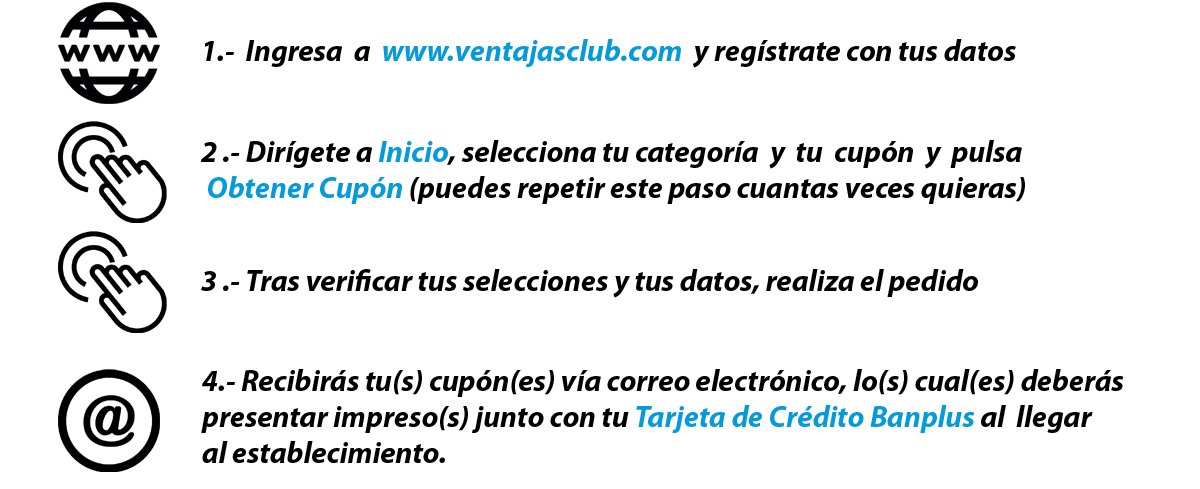 WWW
1.- Ingresa a www.ventajasclub.com y regístrate con tus datos
2 .- Dirígete a Inicio, selecciona tu categoría y tu cupón y pulsa
Obtener Cupón (puedes repetir este paso cuantas veces quieras)
3 .- Tras verificar tus selecciones y tus datos, realiza el pedido
@
4.- Recibirás tu(s) cupón(es) vía correo electrónico, lo(s) cual(es) deberás
presentar impreso(s) junto con tu Tarjeta de Crédito Banplus al llegar
al establecimiento.